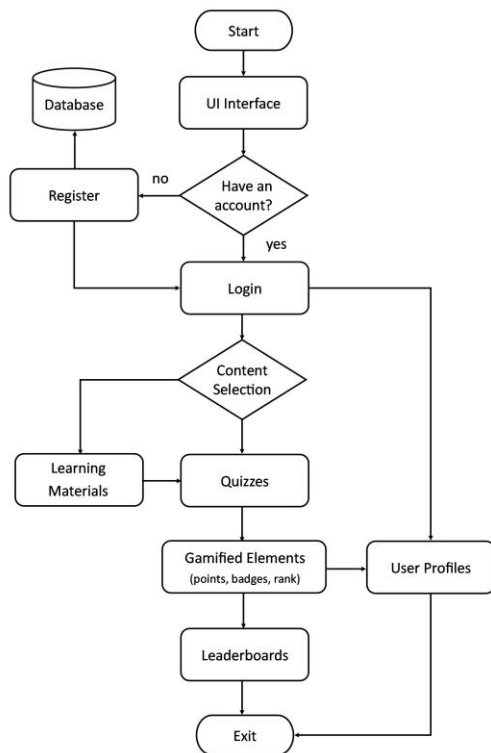 Start
UI Interface
Database
Have an
account?
no
Register
yes
Login
Content
Selection
Learning
Materials
Quizzes
Gamified Elements
(points, badges, rank)
User Profiles
Leaderboards
Exit